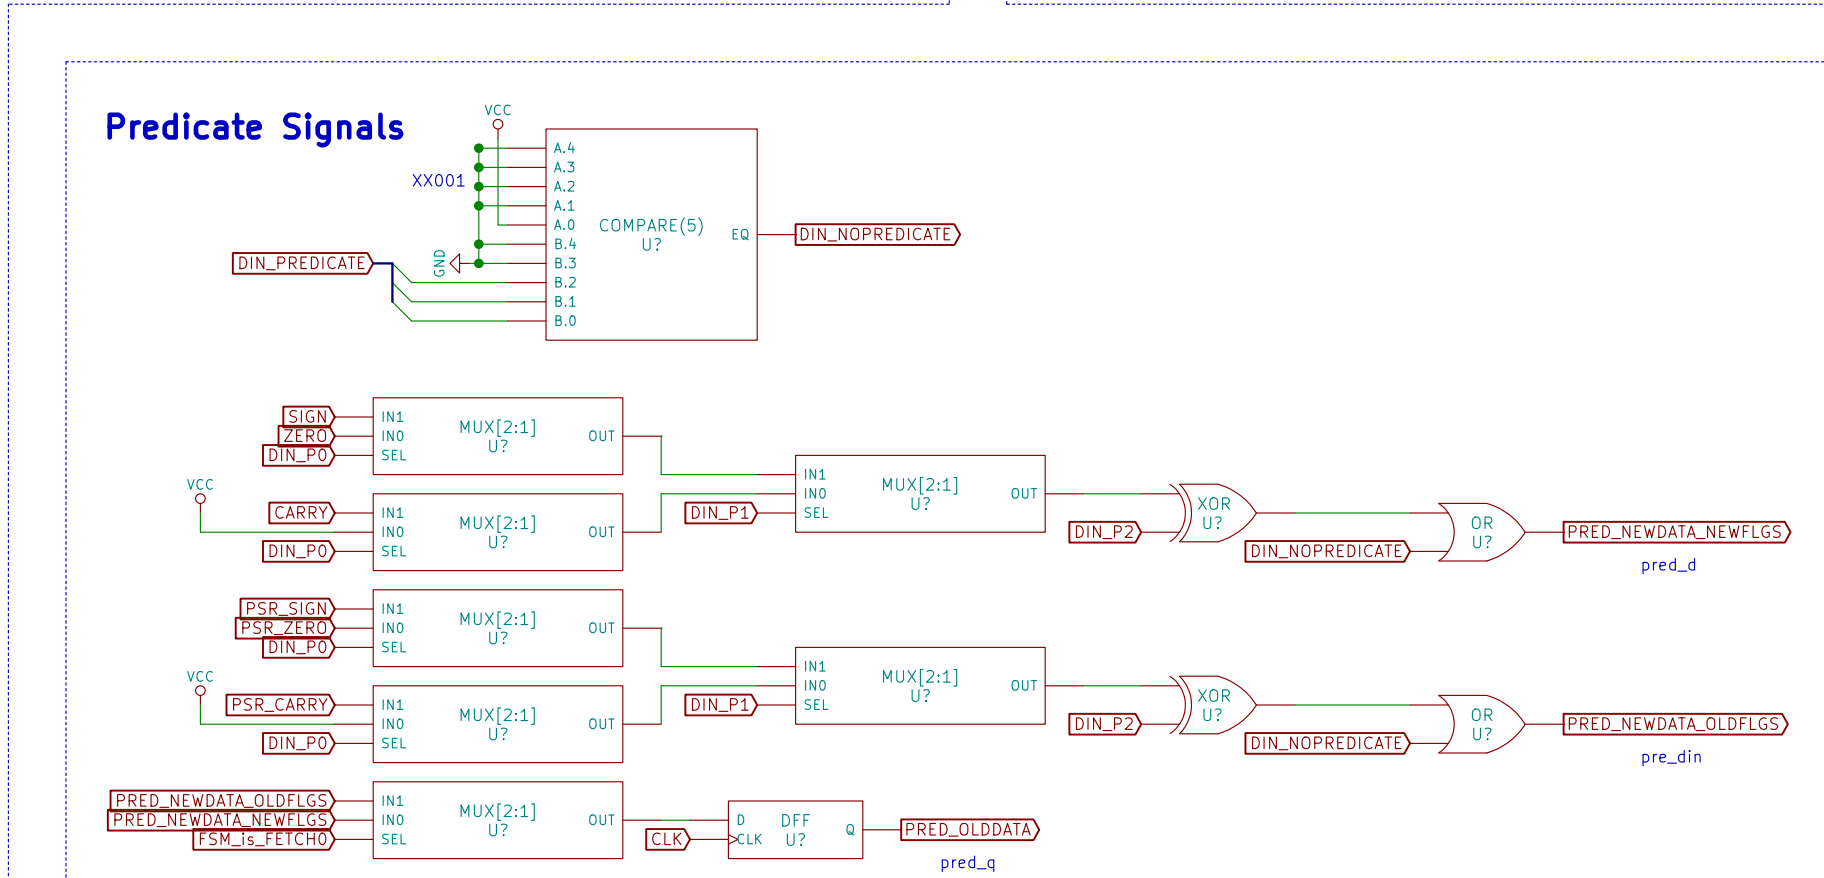 Predicate Signals
VCC
XX001
GND
DIN_PREDICATE
A.4
A.3
A.2
A.1
A.0
B.4
B.3
B.2
B.1
B.0
COMPARE(5)
U?
EQ
DIN_NOPREDICATE
SIGN
ZERO
DIN_P0
IN1
IN0
SEL
MUX[2:1]
U?
OUT
VCC
CARRY
DIN_P0
IN1
IN0
SEL
MUX[2:1]
U?
OUT
DIN_P1
IN1
IN0
SEL
MUX[2:1]
U?
OUT
DIN_P2
XOR
U?
DIN_NOPREDICATE
OR
U?
PRED_NEWDATA_NEWFLGS
pred_d
PSR_SIGN
PSR_ZERO
DIN_P0
IN1
IN0
SEL
MUX[2:1]
U?
OUT
VCC
PSR_CARRY
DIN_P0
IN1
IN0
SEL
MUX[2:1]
U?
OUT
DIN_P1
IN1
IN0
SEL
MUX[2:1]
U?
OUT
DIN_P2
XOR
U?
DIN_NOPREDICATE
OR
U?
PRED_NEWDATA_OLDFLGS
pre_din
PRED_NEWDATA_OLDFLGS
PRED_NEWDATA_NEWFLGS
FSM_is_FETCH0
IN1
IN0
SEL
MUX[2:1]
U?
OUT
CLK
D
CLK
DFF
U?
Q
PRED_OLDDATA
pred_q